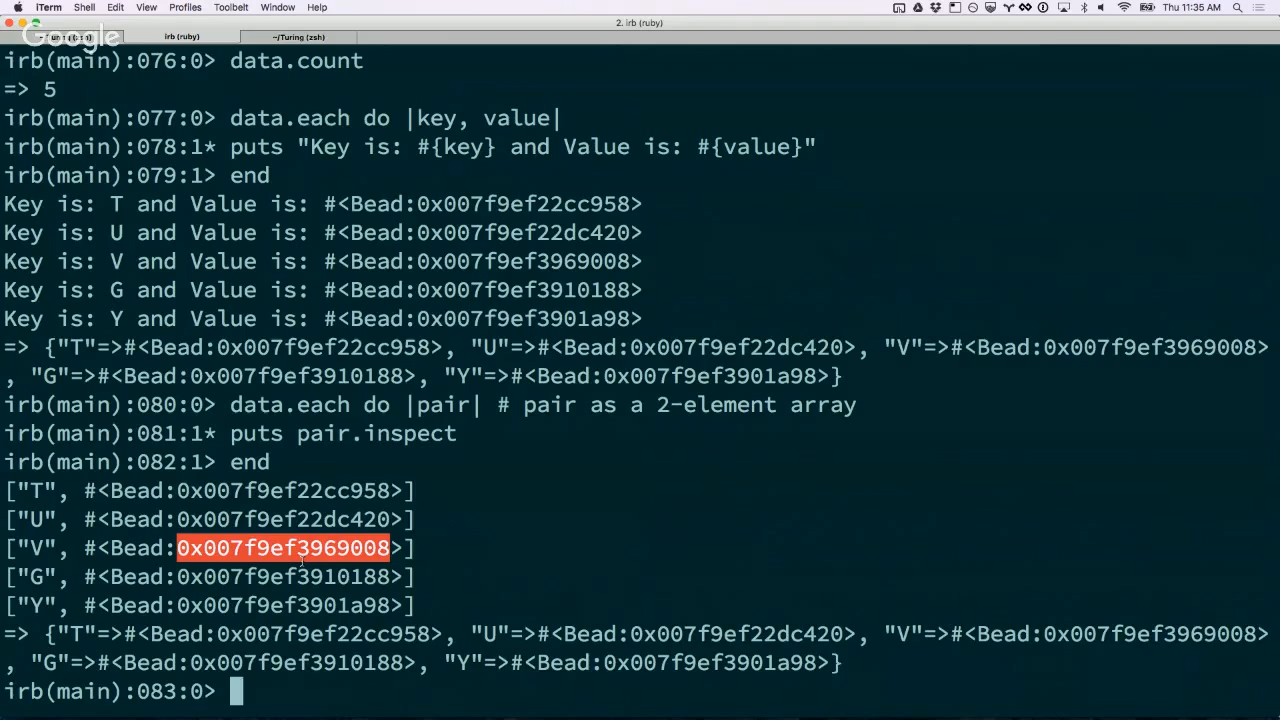 iTerm Shell Edit View Profiles Toolbelt Window Help Thu 11:35 AM
2. irb (ruby)
Google
irb (ruby) ~/Turing (zsh)
irb(main):076:0> data.count
=> 5
irb(main):077:0> data.each do |key, value|
irb(main):078:1* puts "Key is: #{key} and Value is: #{value}"
irb(main):079:1> end
Key is: T and Value is: #<Bead:0x007f9ef22cc958>
Key is: U and Value is: #<Bead:0x007f9ef22dc420>
Key is: V and Value is: #<Bead:0x007f9ef3969008>
Key is: G and Value is: #<Bead:0x007f9ef3910188>
Key is: Y and Value is: #<Bead:0x007f9ef3901a98>
=> {"T"=>#<Bead:0x007f9ef22cc958>, "U"=>#<Bead:0x007f9ef22dc420>, "V"=>#<Bead:0x007f9ef3969008>
, "G"=>#<Bead:0x007f9ef3910188>, "Y"=>#<Bead:0x007f9ef3901a98>}
irb(main):080:0> data.each do |pair| # pair as a 2-element array
irb(main):081:1* puts pair.inspect
irb(main):082:1> end
["T", #<Bead:0x007f9ef22cc958>]
["U", #<Bead:0x007f9ef22dc420>]
["V", #<Bead:0x007f9ef3969008>]
["G", #<Bead:0x007f9ef3910188>]
["Y", #<Bead:0x007f9ef3901a98>]
=> {"T"=>#<Bead:0x007f9ef22cc958>, "U"=>#<Bead:0x007f9ef22dc420>, "V"=>#<Bead:0x007f9ef3969008>
, "G"=>#<Bead:0x007f9ef3910188>, "Y"=>#<Bead:0x007f9ef3901a98>}
irb(main):083:0>